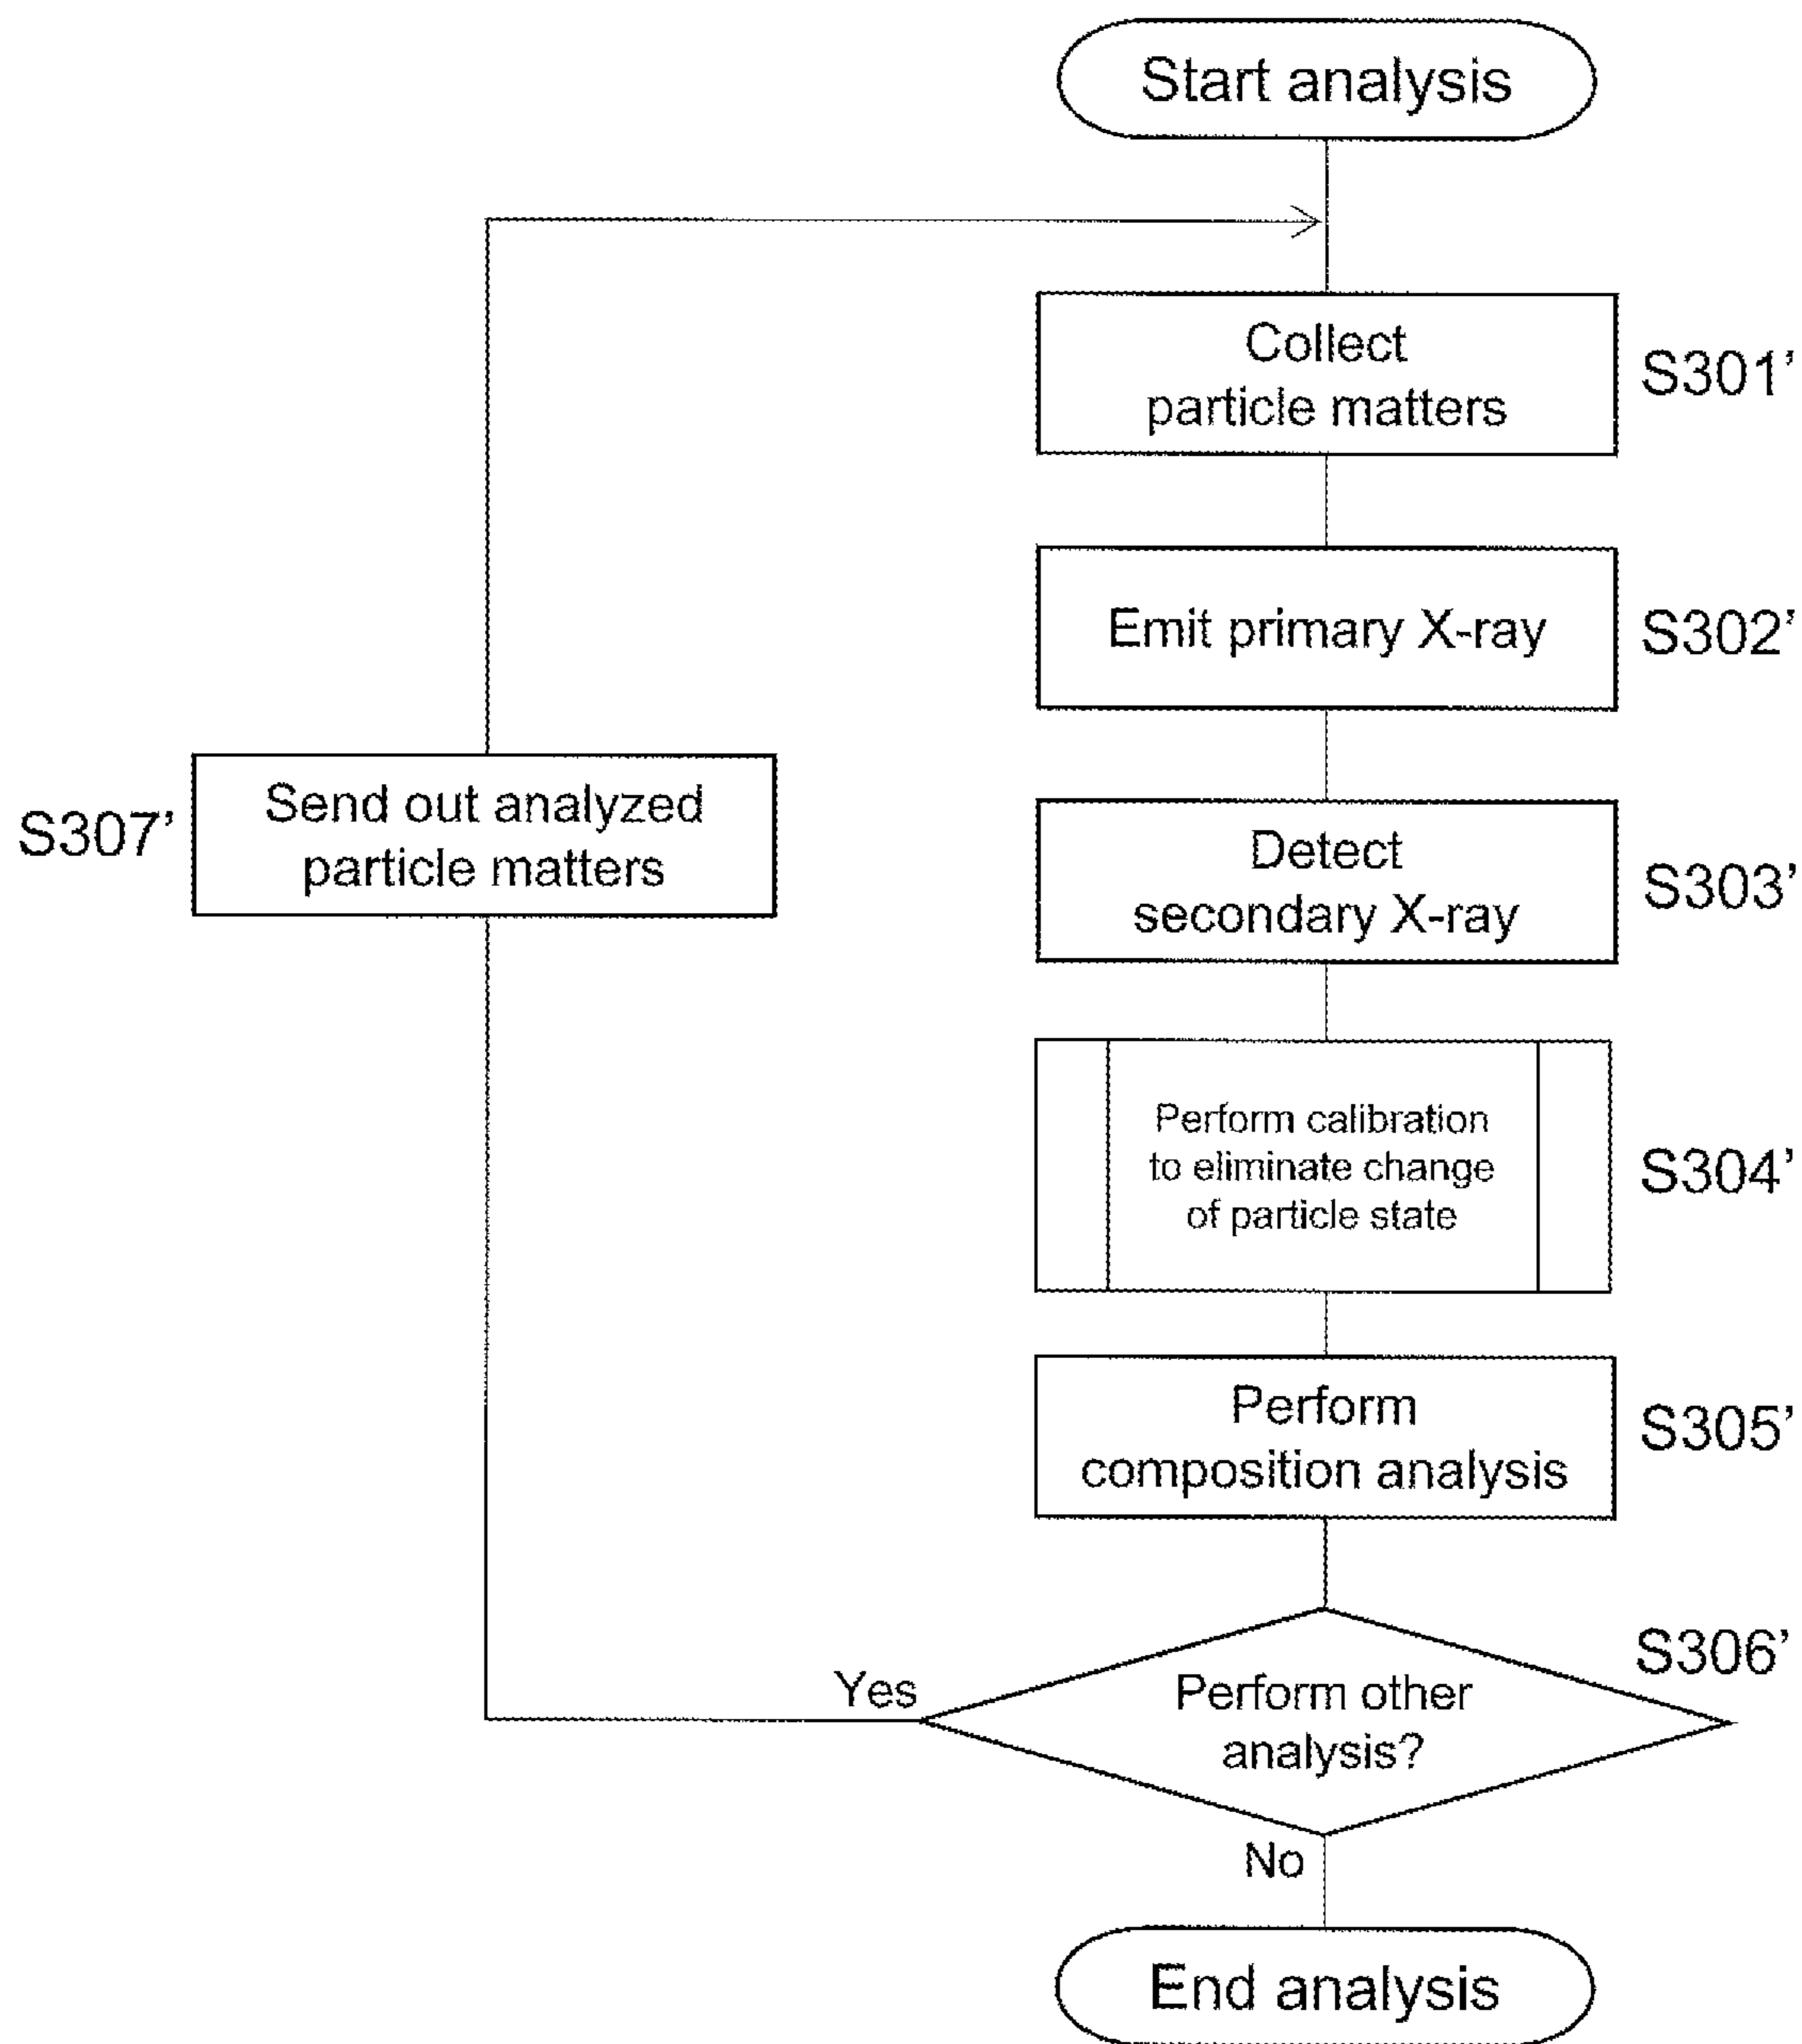 Start analysis
Collect
particle matters
S301’
Emit primary X-ray
S302’
Send out analyzed
particle matters
S307’
Detect
secondary X-ray
S303’
Perform calibration
to eliminate change
of particle state
S304’
Perform
composition analysis
S305’
S306’
Perform other
analysis?
Yes
No
End analysis